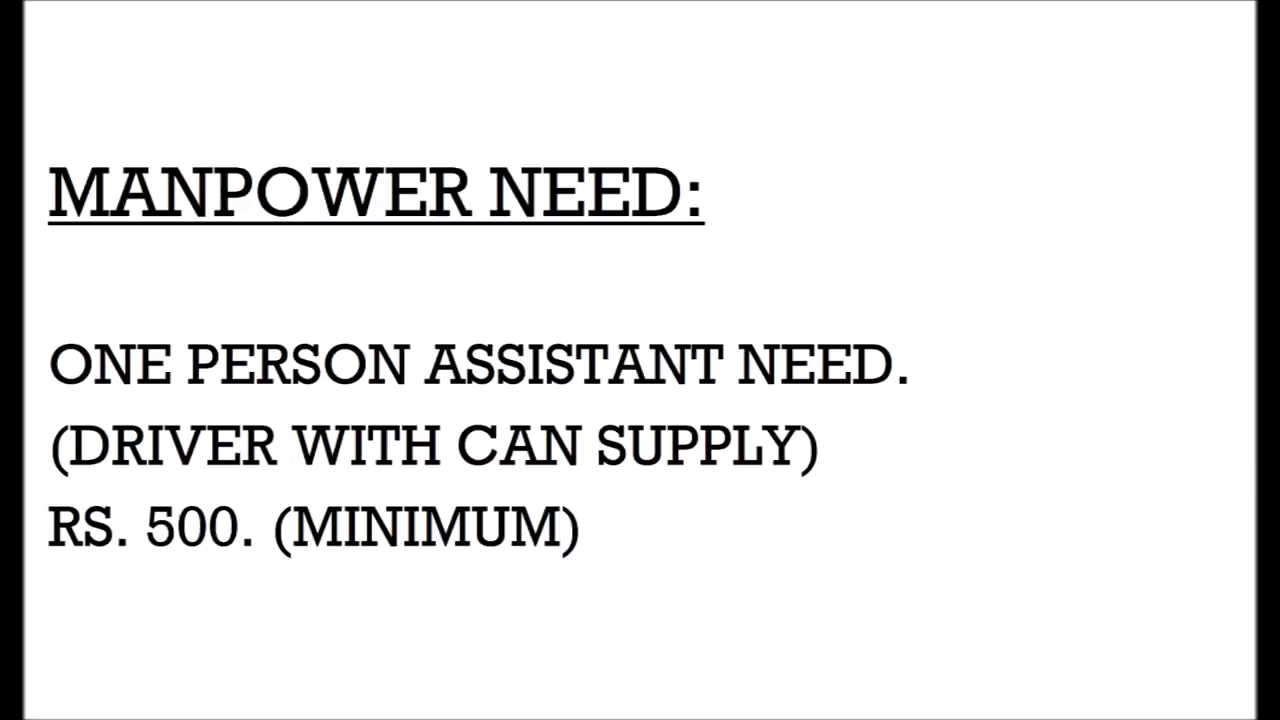 MANPOWER NEED:
ONE PERSON ASSISTANT NEED.
(DRIVER WITH CAN SUPPLY)
RS. 500. (MINIMUM)